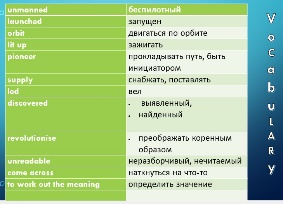 unmanned беспилотный
launched запущен
orbit двигаться по орбите
lit up зажигать
pioneer прокладывать путь, быть
инициатором
supply снабжать, поставлять
led вел
discovered • выявленный,
• найденный
revolutionise • преображать коренным
образом
unreadable неразборчивый, нечитаемый
come across наткнуться на что-то
to work out the meaning определить значение
VocabuLARy